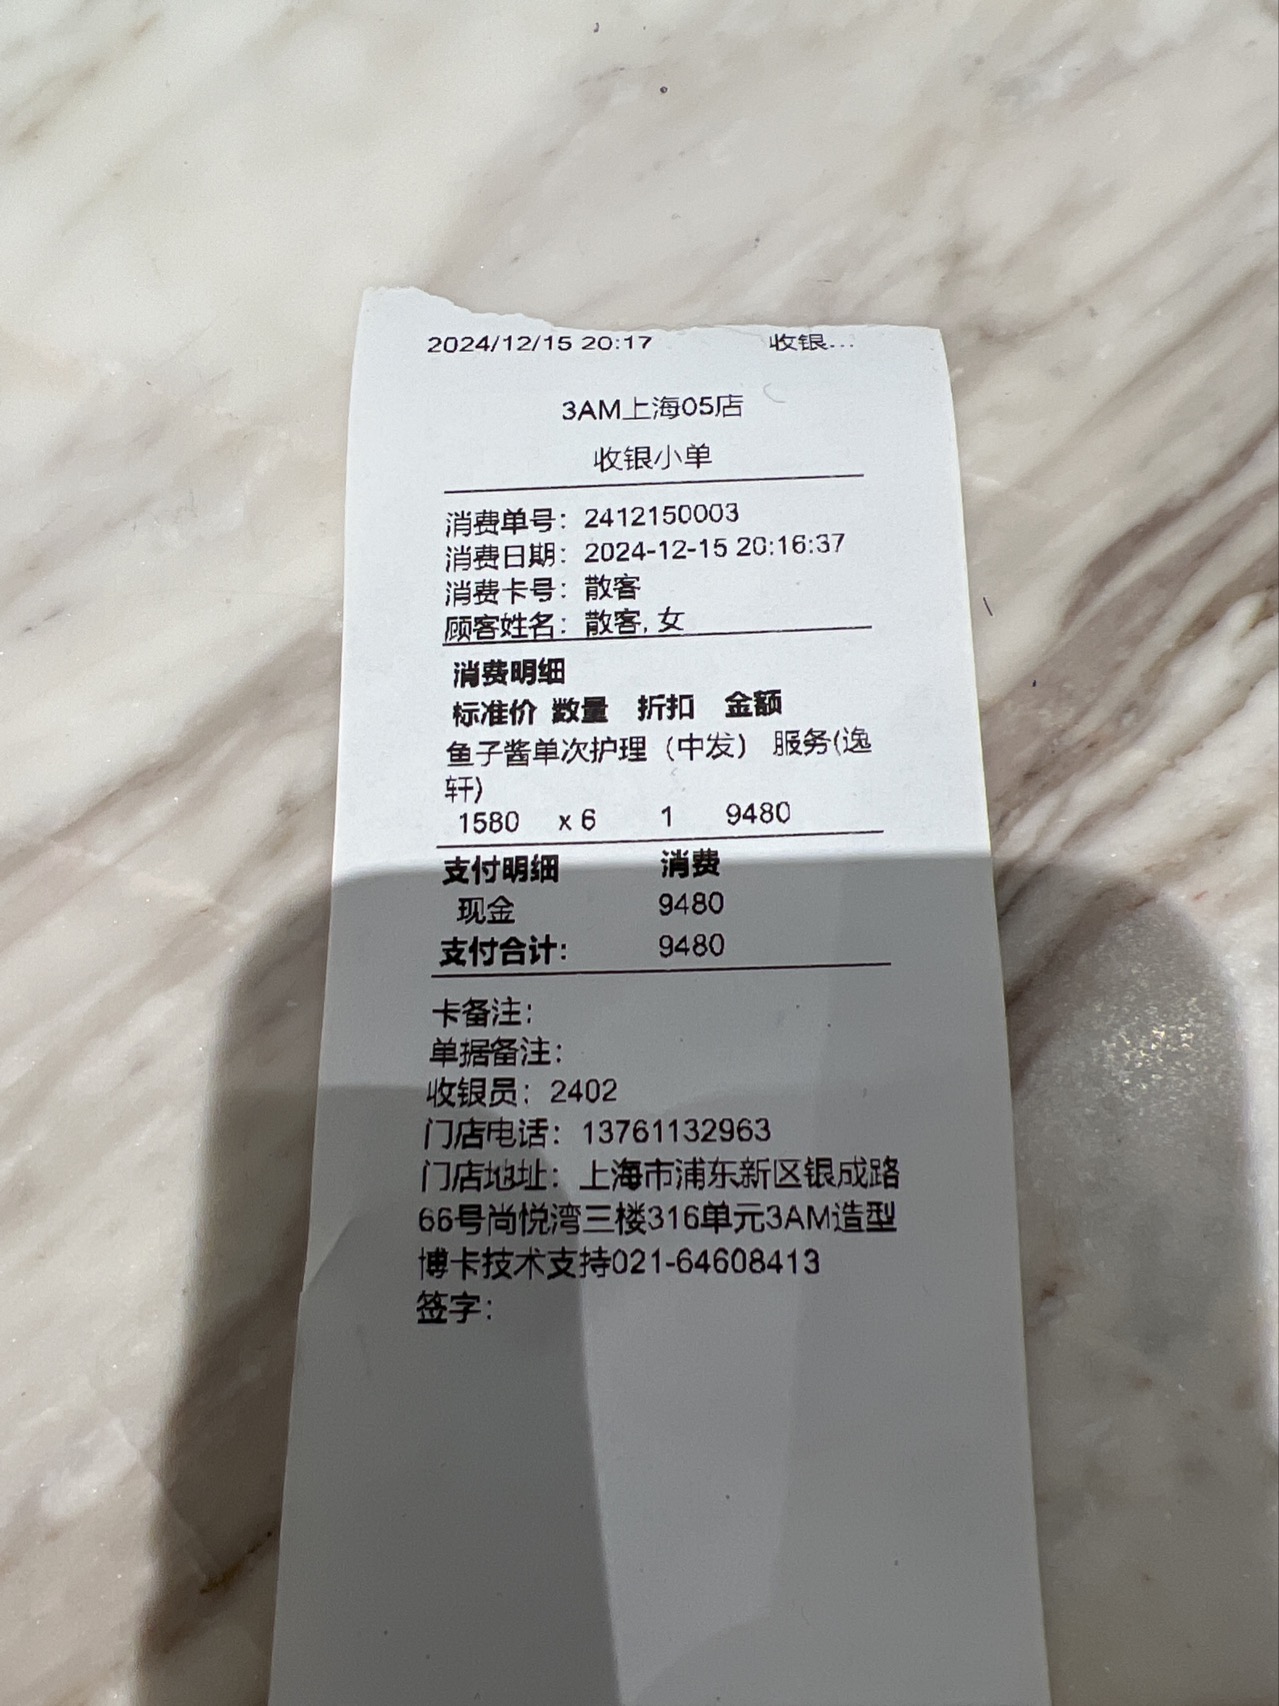 2024/12/15 20:17 收银...
3AM上海05店
收银小单
消费单号：2412150003
消费日期：2024-12-15 20:16:37
消费卡号：散客
顾客姓名：散客,女
消费明细
标准价 数量 折扣 金额
鱼子酱单次护理（中发） 服务(逸
轩)
1580 x 6 1 9480
支付明细 消费
现金 9480
支付合计: 9480
卡备注：
单据备注：
收银员：2402
门店电话：13761132963
门店地址：上海市浦东新区银成路
66号尚悦湾三楼316单元3AM造型
博卡技术支持021-64608413
签字：